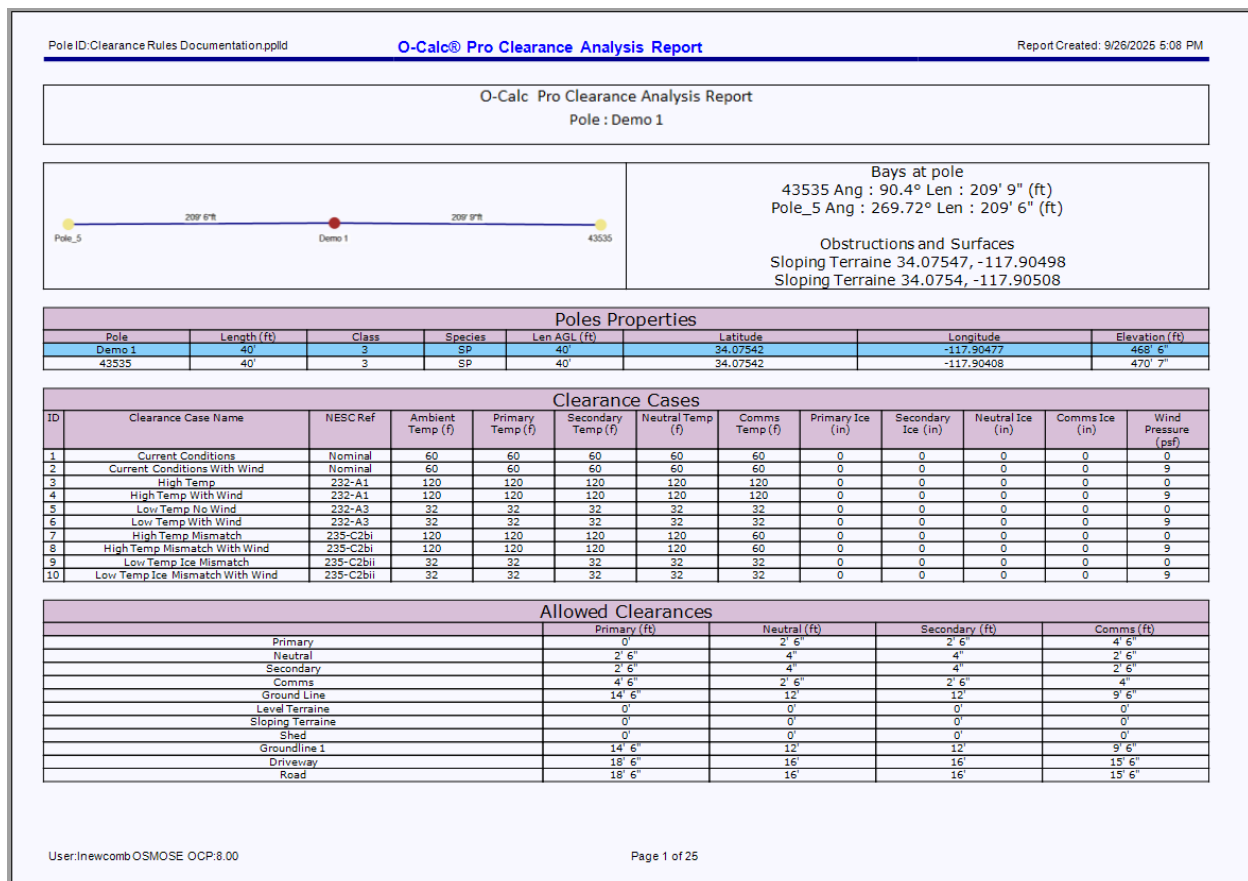 Pole ID:Clearance Rules Documentation.pplld O-Calc® Pro Clearance Analysis Report Report Created: 9/26/2025 5:08 PM
O-Calc Pro Clearance Analysis Report
Pole : Demo 1
209' 6"ft 209' 9"ft
Pole_5 Demo 1 43535
Bays at pole
43535 Ang : 90.4° Len : 209' 9" (ft)
Pole_5 Ang : 269.72° Len : 209' 6" (ft)
Obstructions and Surfaces
Sloping Terraine 34.07547, -117.90498
Sloping Terraine 34.0754, -117.90508
Poles Properties
Pole Length (ft) Class Species Len AGL (ft) Latitude Longitude Elevation (ft)
Demo 1 40' 3 SP 40' 34.07542 -117.90477 468' 6"
43535 40' 3 SP 40' 34.07542 -117.90408 470' 7"
Clearance Cases
ID Clearance Case Name NESC Ref Ambient Temp (f) Primary Temp (f) Secondary Temp (f) Neutral Temp (f) Comms Temp (f) Primary Ice (in) Secondary Ice (in) Neutral Ice (in) Comms Ice (in) Wind Pressure (psf)
1 Current Conditions Nominal 60 60 60 60 60 0 0 0 0 0
2 Current Conditions With Wind Nominal 60 60 60 60 60 0 0 0 0 9
3 High Temp 232-A1 120 120 120 120 120 0 0 0 0 0
4 High Temp With Wind 232-A1 120 120 120 120 120 0 0 0 0 9
5 Low Temp No Wind 232-A3 32 32 32 32 32 0 0 0 0 0
6 Low Temp With Wind 232-A3 32 32 32 32 32 0 0 0 0 9
7 High Temp Mismatch 235-C2bi 120 120 120 120 60 0 0 0 0 0
8 High Temp Mismatch With Wind 235-C2bi 120 120 120 120 60 0 0 0 0 9
9 Low Temp Ice Mismatch 235-C2bii 32 32 32 32 32 0 0 0 0 0
10 Low Temp Ice Mismatch With Wind 235-C2bii 32 32 32 32 32 0 0 0 0 9
Allowed Clearances
Primary (ft) Neutral (ft) Secondary (ft) Comms (ft)
Primary 0' 2' 6" 2' 6" 4' 6"
Neutral 2' 6" 4" 4" 2' 6"
Secondary 2' 6" 4" 4" 2' 6"
Comms 4' 6" 2' 6" 2' 6" 4"
Ground Line 14' 6" 12' 12' 9' 6"
Level Terraine 0' 0' 0' 0'
Sloping Terraine 0' 0' 0' 0'
Shed 0' 0' 0' 0'
Groundline 1 14' 6" 12' 12' 9' 6"
Driveway 18' 6" 16' 16' 15' 6"
Road 18' 6" 16' 16' 15' 6"
User:lnewcombOSMOSE OCP:8.00 Page 1 of 25